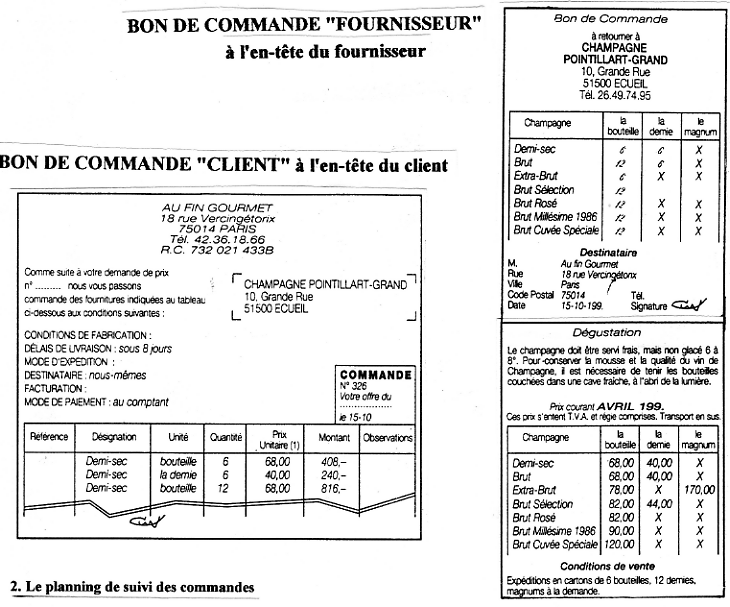 BON DE COMMANDE "FOURNISSEUR"
à l'en-tête du fournisseur
BON DE COMMANDE "CLIENT" à l'en-tête du client
AU FIN GOURMET
18 rue Vercingétorix
75014 PARIS
Tél. 42.36.18.66
R.C. 732 021 433B
Comme suite à votre demande de prix
n° ......... nous vous passons
commande des fournitures indiquées au tableau
ci-dessous aux conditions suivantes :
CHAMPAGNE POINTILLART-GRAND
10, Grande Rue
51500 ECUEIL
CONDITIONS DE FABRICATION :
DÉLAIS DE LIVRAISON : sous 8 jours
MODE D'EXPEDITION :
DESTINATAIRE : nous-mêmes
FACTURATION :
MODE DE PAIEMENT : au comptant
COMMANDE
N° 326
Votre offre du
..................
le 15-10
Référence Désignation Unité Quantité Prix Unitaire (1) Montant Observations
Demi-sec bouteille 6 68,00 408,-
Demi-sec la demie 6 40,00 240,-
Demi-sec bouteille 12 68,00 816,-
2. Le planning de suivi des commandes
Bon de Commande
à retourner à
CHAMPAGNE
POINTILLART-GRAND
10, Grande Rue
51500 ECUEIL
Tél. 26.49.74.95
Champagne la bouteille la demie le magnum
Demi-sec 6 6 X
Brut 12 6 X
Extra-Brut 6 X X
Brut Sélection 12
Brut Rosé 12 X X
Brut Millésime 1986 12 X X
Brut Cuvée Spéciale 12 X X
Destinataire
M. Au fin Gourmet
Rue 18 rue Vercingétorix
Ville Paris
Code Postal 75014 Tél.
Date 15-10-199. Signature
Dégustation
Le champagne doit être servi frais, mais non glacé 6 à
8°. Pour conserver la mousse et la qualité du vin de
Champagne, il est nécessaire de tenir les bouteilles
couchées dans une cave fraîche, à l'abri de la lumière.
Prix courant AVRIL 199.
Ces prix s'entent T.V.A. et régie comprises. Transport en sus.
Champagne la bouteille la demie le magnum
Demi-sec 68,00 40,00 X
Brut 68,00 40,00 X
Extra-Brut 78,00 X 170,00
Brut Sélection 82,00 44,00 X
Brut Rosé 82.00 X X
Brut Millésime 1986 90,00 X X
Brut Cuvée Spéciale 120,00 X X
Conditions de vente
Expéditions en cartons de 6 bouteilles, 12 demies,
magnums à la demande.